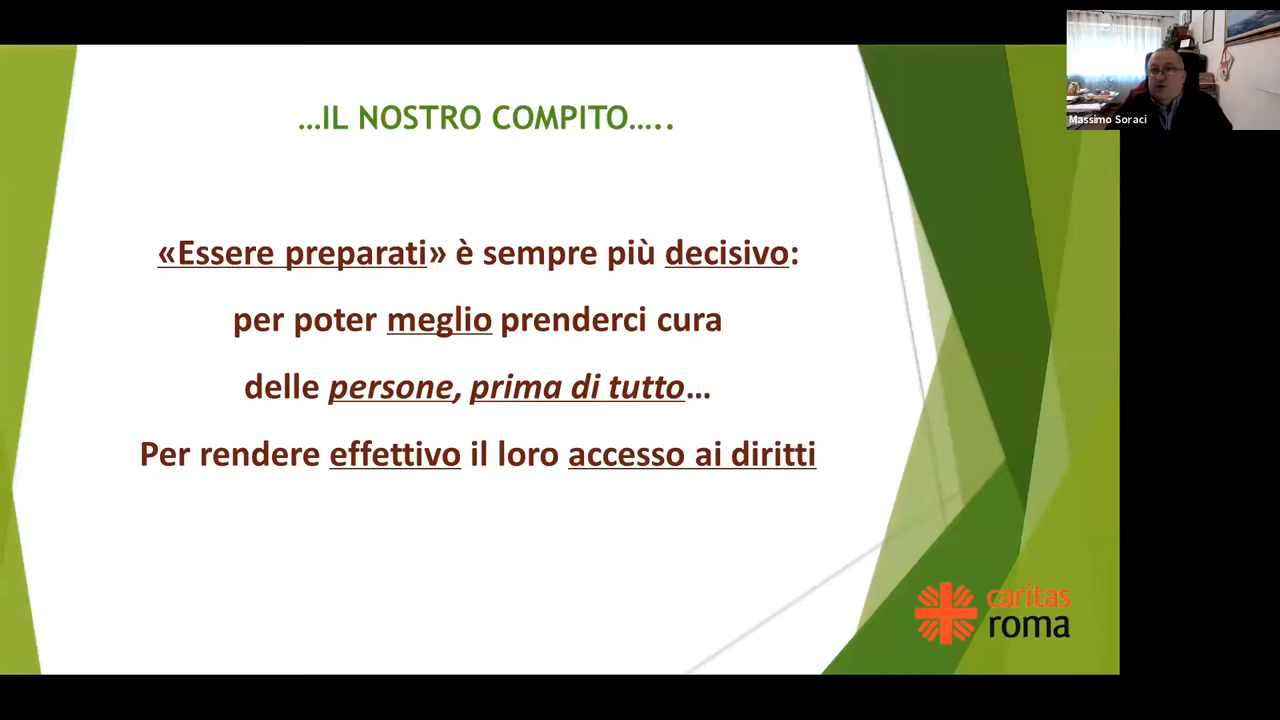 …IL NOSTRO COMPITO…..
Massimo Soraci
«Essere preparati» è sempre più decisivo:
per poter meglio prenderci cura
delle persone, prima di tutto…
Per rendere effettivo il loro accesso ai diritti
caritas
roma